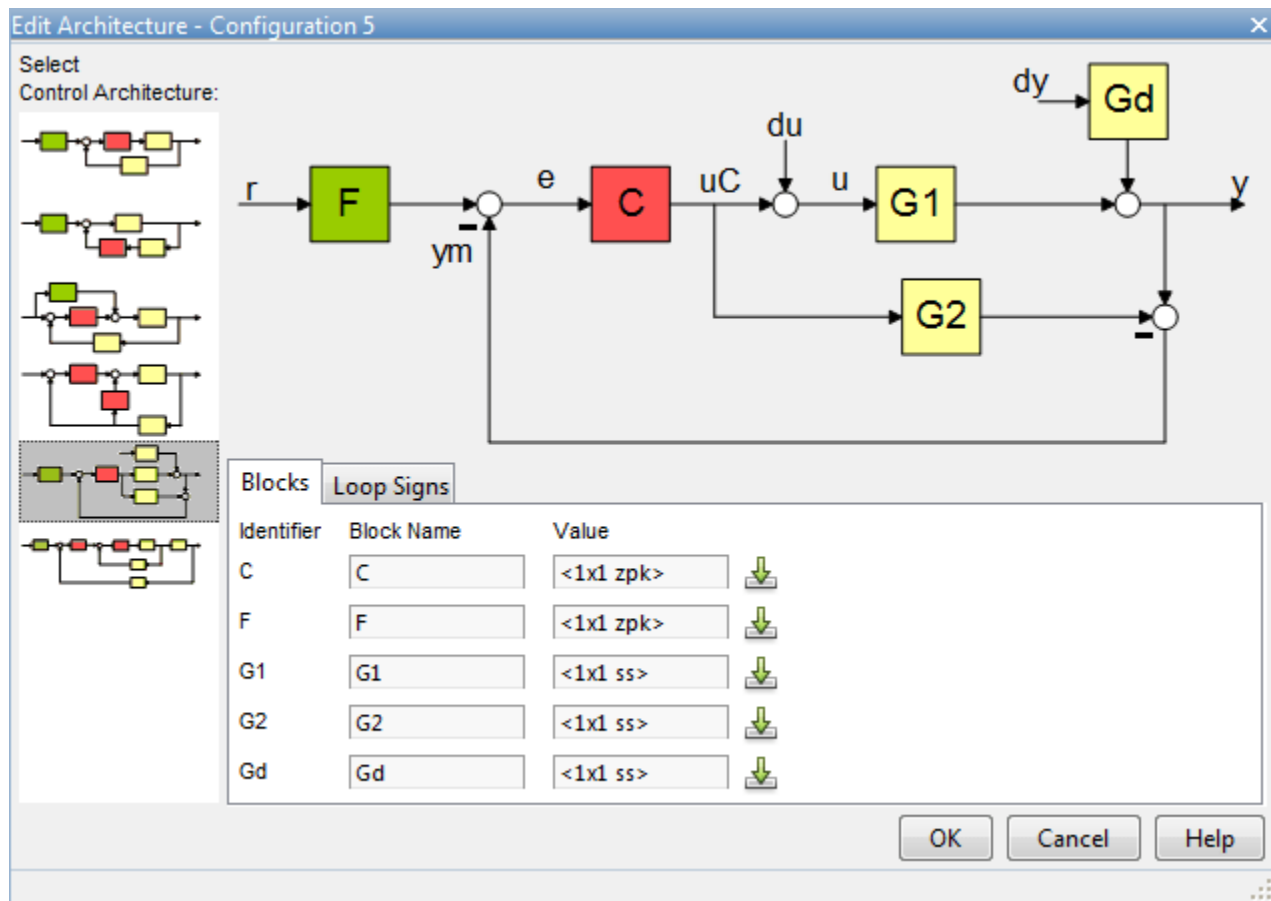 Edit Architecture - Configuration 5
Select
Control Architecture:
dy
Gd
du
r
F
e
C
uC
u
G1
y
ym
G2
Blocks
Loop Signs
Identifier Block Name Value
C C <1x1 zpk>
F F <1x1 zpk>
G1 G1 <1x1 ss>
G2 G2 <1x1 ss>
Gd Gd <1x1 ss>
OK Cancel Help